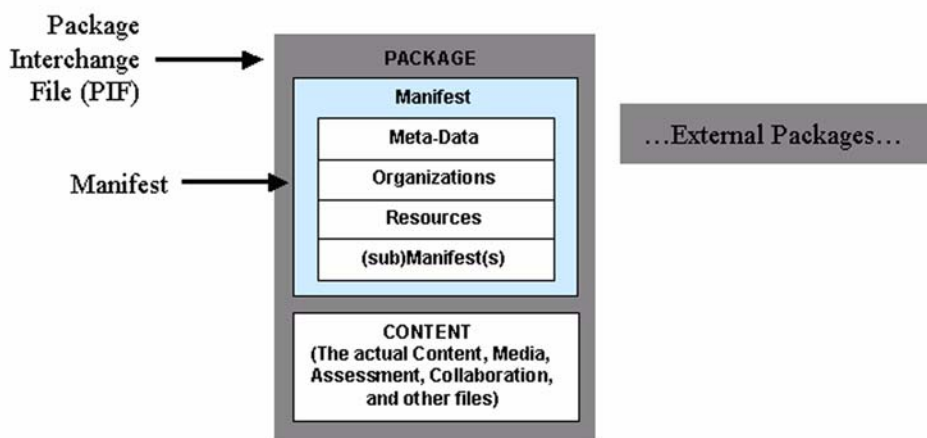 Package
Interchange
File (PIF)
Manifest
PACKAGE
Manifest
Meta-Data
Organizations
Resources
(sub)Manifest(s)
CONTENT
(The actual Content, Media,
Assessment, Collaboration,
and other files)
…External Packages…